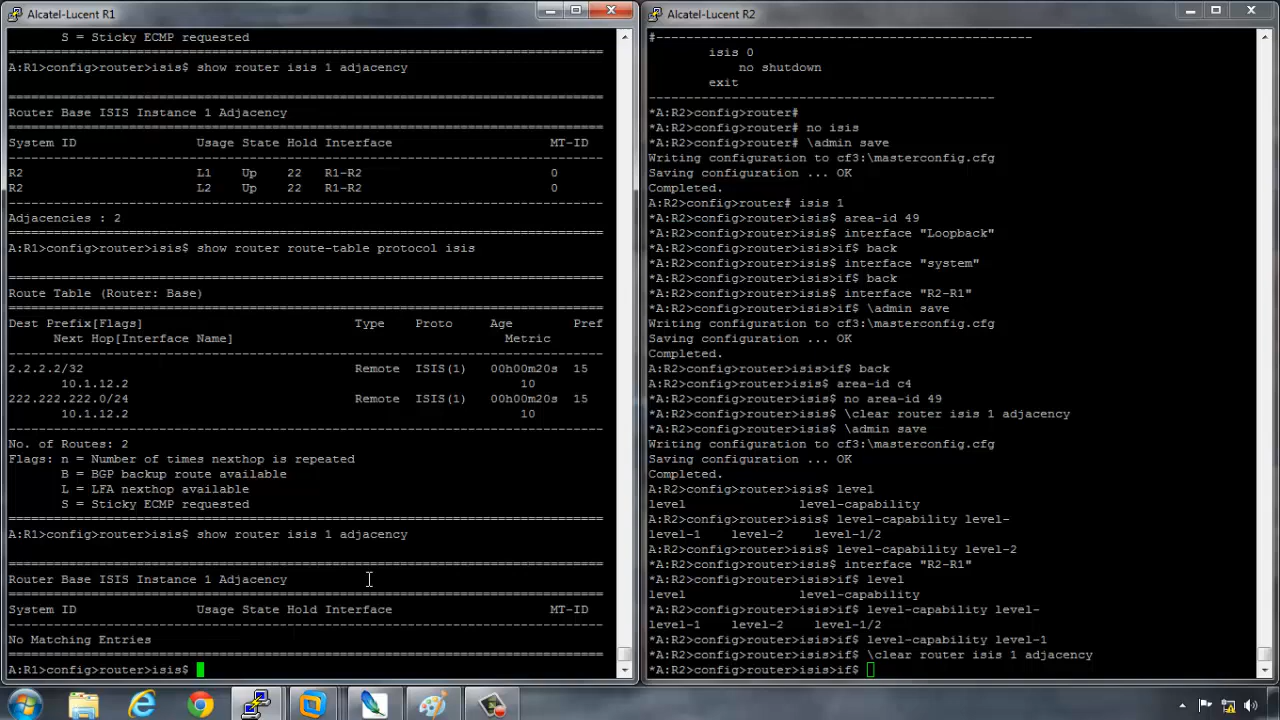 Alcatel-Lucent R1
S = Sticky ECMP requested
===============================================================================
A:R1>config>router>isis$ show router isis 1 adjacency
===============================================================================
Router Base ISIS Instance 1 Adjacency
===============================================================================
System ID Usage State Hold Interface MT-ID
-------------------------------------------------------------------------------
R2 L1 Up 22 R1-R2 0
R2 L2 Up 22 R1-R2 0
-------------------------------------------------------------------------------
Adjacencies : 2
===============================================================================
A:R1>config>router>isis$ show router route-table protocol isis
===============================================================================
Route Table (Router: Base)
===============================================================================
Dest Prefix[Flags] Type Proto Age Pref
Next Hop[Interface Name] Metric
-------------------------------------------------------------------------------
2.2.2.2/32 Remote ISIS(1) 00h00m20s 15
10.1.12.2 10
222.222.222.0/24 Remote ISIS(1) 00h00m20s 15
10.1.12.2 10
-------------------------------------------------------------------------------
No. of Routes: 2
Flags: n = Number of times nexthop is repeated
B = BGP backup route available
L = LFA nexthop available
S = Sticky ECMP requested
===============================================================================
A:R1>config>router>isis$ show router isis 1 adjacency
===============================================================================
Router Base ISIS Instance 1 Adjacency
===============================================================================
System ID Usage State Hold Interface MT-ID
-------------------------------------------------------------------------------
No Matching Entries
===============================================================================
A:R1>config>router>isis$
Alcatel-Lucent R2
#--------------------------------------------------
isis 0
no shutdown
exit
----------------------------------------------
*A:R2>config>router#
*A:R2>config>router# no isis
*A:R2>config>router# \admin save
Writing configuration to cf3:\masterconfig.cfg
Saving configuration ... OK
Completed.
A:R2>config>router# isis 1
*A:R2>config>router>isis$ area-id 49
*A:R2>config>router>isis$ interface "Loopback"
*A:R2>config>router>isis>if$ back
*A:R2>config>router>isis$ interface "system"
*A:R2>config>router>isis>if$ back
*A:R2>config>router>isis$ interface "R2-R1"
*A:R2>config>router>isis>if$ \admin save
Writing configuration to cf3:\masterconfig.cfg
Saving configuration ... OK
Completed.
A:R2>config>router>isis>if$ back
A:R2>config>router>isis$ area-id c4
*A:R2>config>router>isis$ no area-id 49
*A:R2>config>router>isis$ \clear router isis 1 adjacency
*A:R2>config>router>isis$ \admin save
Writing configuration to cf3:\masterconfig.cfg
Saving configuration ... OK
Completed.
A:R2>config>router>isis$ level
level level-capability
A:R2>config>router>isis$ level-capability level-
level-1 level-2 level-1/2
A:R2>config>router>isis$ level-capability level-2
*A:R2>config>router>isis$ interface "R2-R1"
*A:R2>config>router>isis>if$ level
level level-capability
*A:R2>config>router>isis>if$ level-capability level-
level-1 level-2 level-1/2
*A:R2>config>router>isis>if$ level-capability level-1
*A:R2>config>router>isis>if$ \clear router isis 1 adjacency
*A:R2>config>router>isis>if$